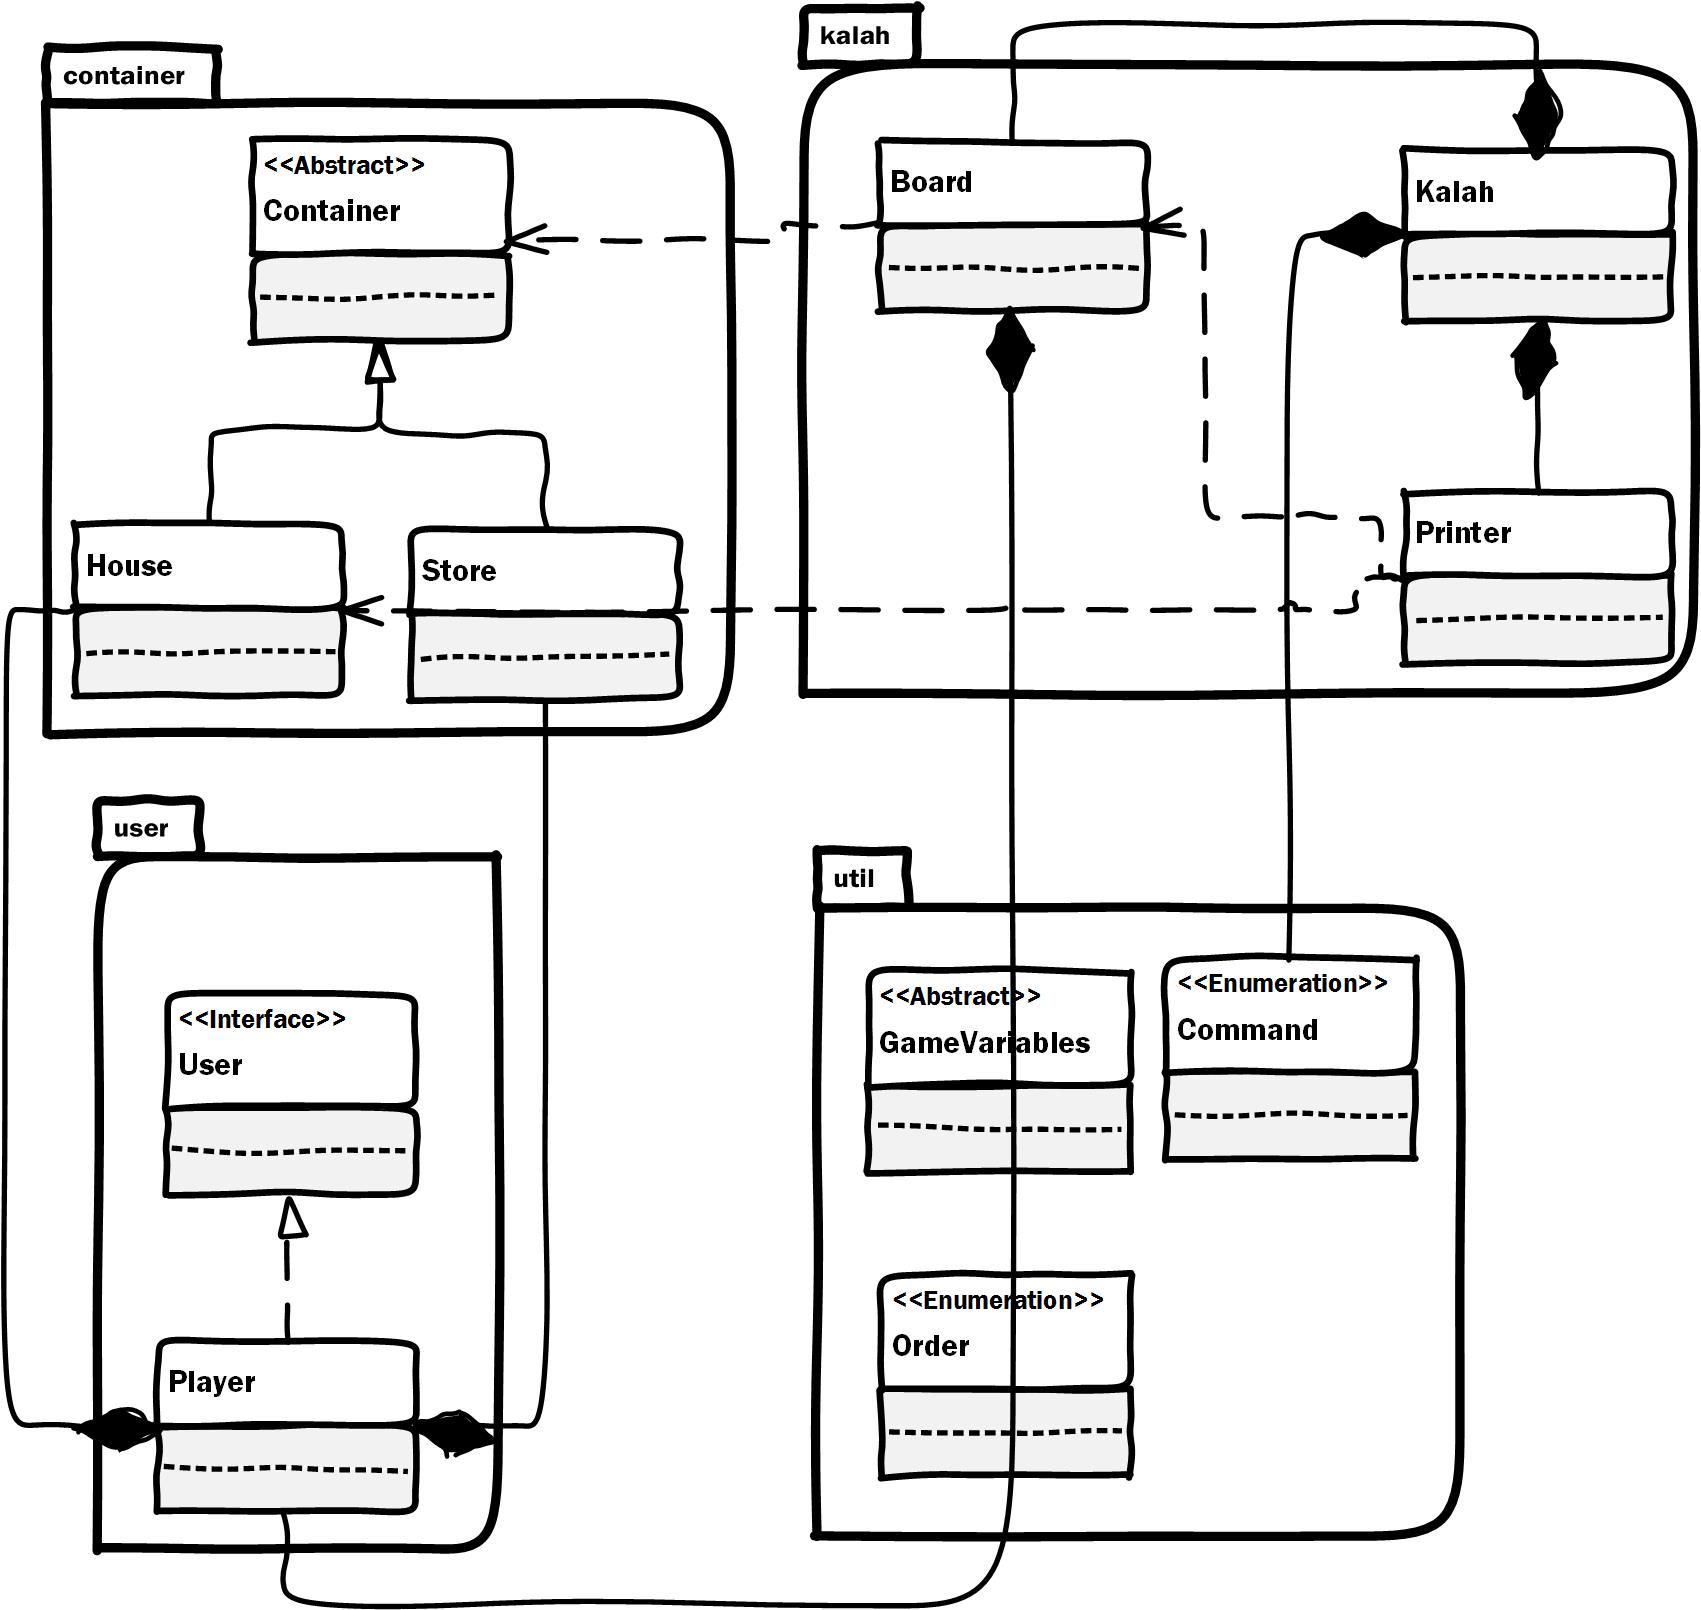 container
<<Abstract>>
Container
House
Store
kalah
Board
Kalah
Printer
user
<<Interface>>
User
Player
util
<<Abstract>>
GameVariables
<<Enumeration>>
Command
<<Enumeration>>
Order